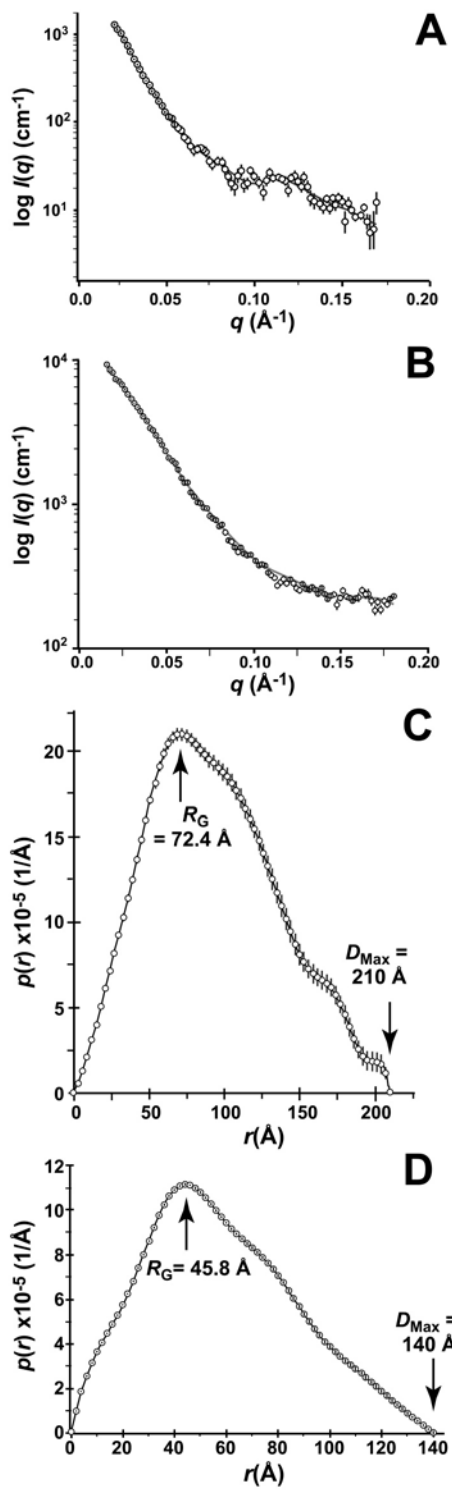 A
10³
10²
10¹
log I(q) (cm⁻¹)
0.0 0.05 0.10 0.15 0.20
q (Å⁻¹)
B
10⁴
10³
10²
log I(q) (cm⁻¹)
0.0 0.05 0.10 0.15 0.20
q (Å⁻¹)
C
20
15
10
5
0
p(r) x10⁻⁵ (1/Å)
R_G
= 72.4 Å
D_Max =
210 Å
0 50 100 150 200
r(Å)
D
12
10
8
6
4
2
0
p(r) x10⁻⁵ (1/Å)
R_G= 45.8 Å
D_Max =
140 Å
0 20 40 60 80 100 120 140
r(Å)